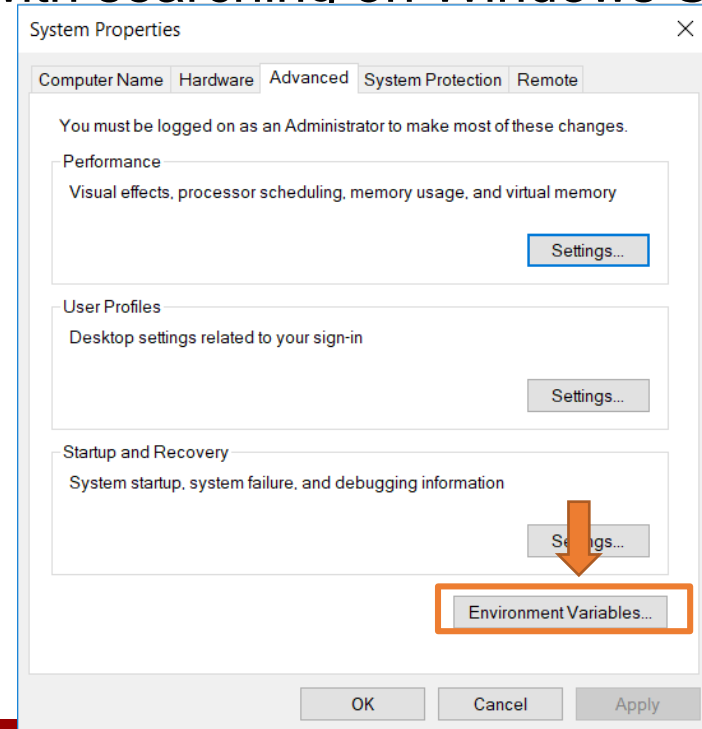 System Properties
Computer Name Hardware Advanced System Protection Remote
You must be logged on as an Administrator to make most of these changes.
Performance
Visual effects, processor scheduling, memory usage, and virtual memory
Settings...
User Profiles
Desktop settings related to your sign-in
Settings...
Startup and Recovery
System startup, system failure, and debugging information
Environment Variables...
OK Cancel Apply